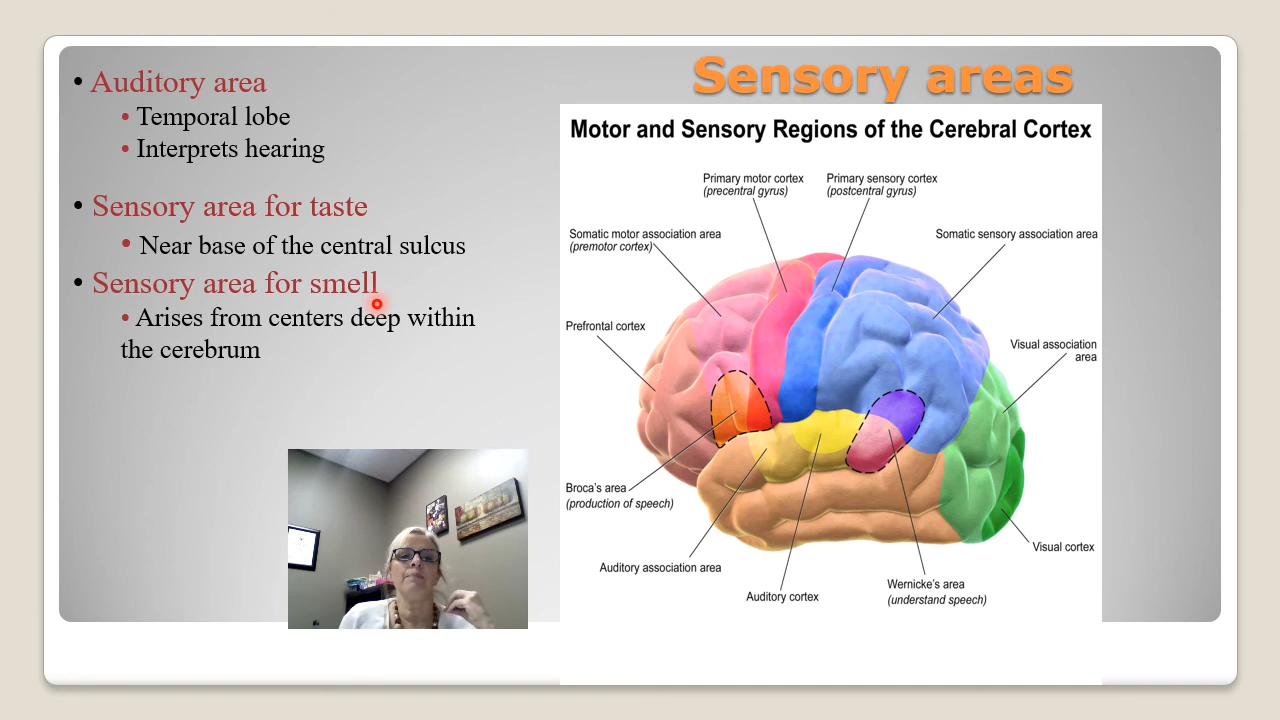 Sensory areas
• Auditory area
• Temporal lobe
• Interprets hearing
• Sensory area for taste
• Near base of the central sulcus
• Sensory area for smell
• Arises from centers deep within
the cerebrum
Motor and Sensory Regions of the Cerebral Cortex
Primary motor cortex
(precentral gyrus)
Primary sensory cortex
(postcentral gyrus)
Somatic motor association area
(premotor cortex)
Somatic sensory association area
Prefrontal cortex
Visual association
area
Broca's area
(production of speech)
Visual cortex
Auditory association area
Auditory cortex
Wernicke's area
(understand speech)